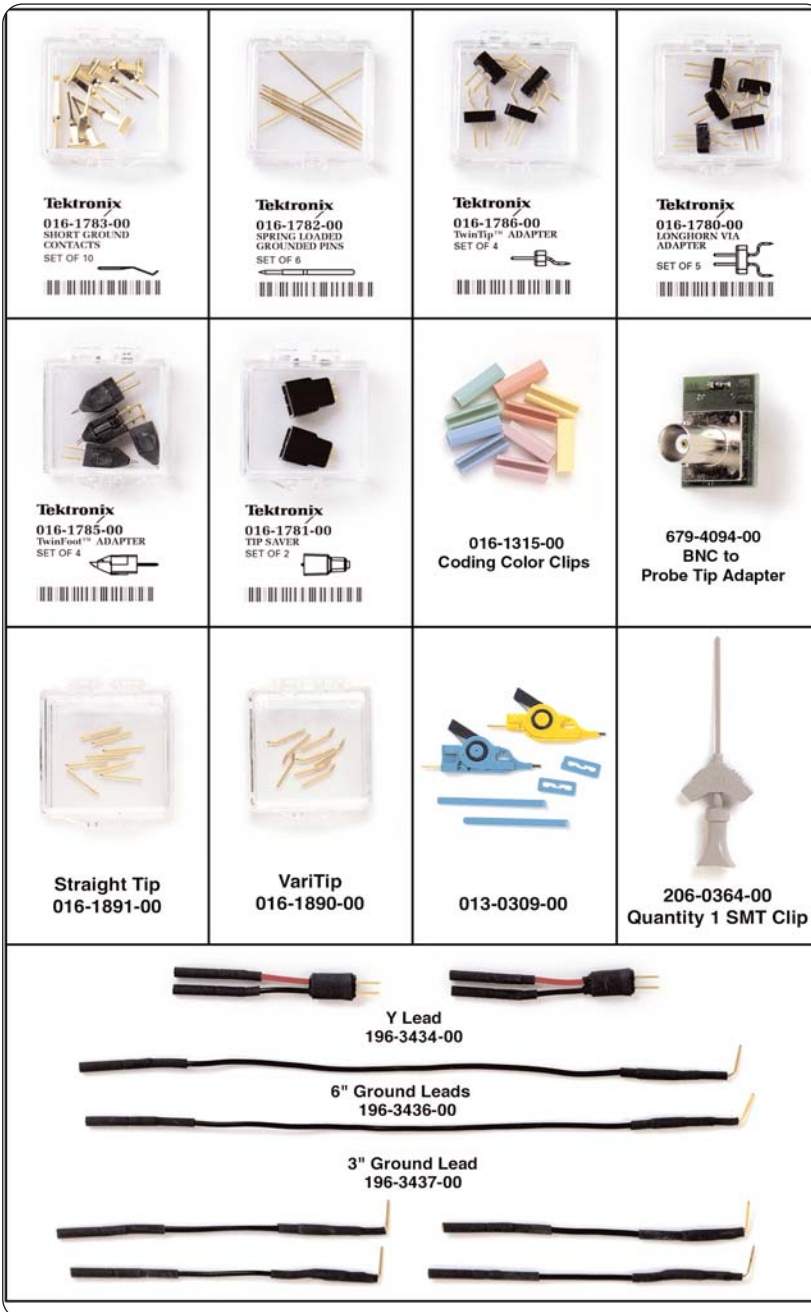 Tektronix
016-1783-00
SHORT GROUND
CONTACTS
SET OF 10
Tektronix
016-1782-00
SPRING LOADED
GROUNDED PINS
SET OF 6
Tektronix
016-1786-00
TwinTip™ ADAPTER
SET OF 4
Tektronix
016-1780-00
LONGHORN VIA
ADAPTER
SET OF 5
Tektronix
016-1785-00
TwinFoot™ ADAPTER
SET OF 4
Tektronix
016-1781-00
TIP SAVER
SET OF 2
016-1315-00
Coding Color Clips
679-4094-00
BNC to
Probe Tip Adapter
Straight Tip
016-1891-00
VariTip
016-1890-00
013-0309-00
206-0364-00
Quantity 1 SMT Clip
Y Lead
196-3434-00
6" Ground Leads
196-3436-00
3" Ground Lead
196-3437-00